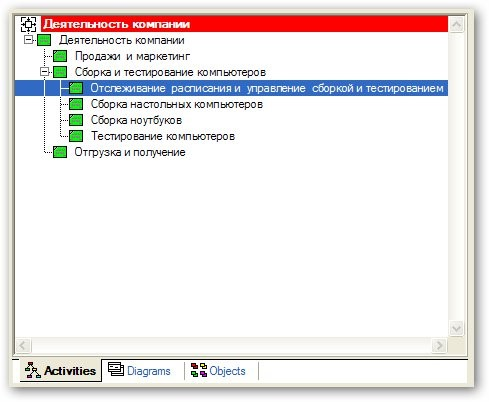 Деятельность компании
Деятельность компании
Продажи и маркетинг
Сборка и тестирование компьютеров
Отслеживание расписания и управление сборкой и тестированием
Сборка настольных компьютеров
Сборка ноутбуков
Тестирование компьютеров
Отгрузка и получение
Activities Diagrams Objects